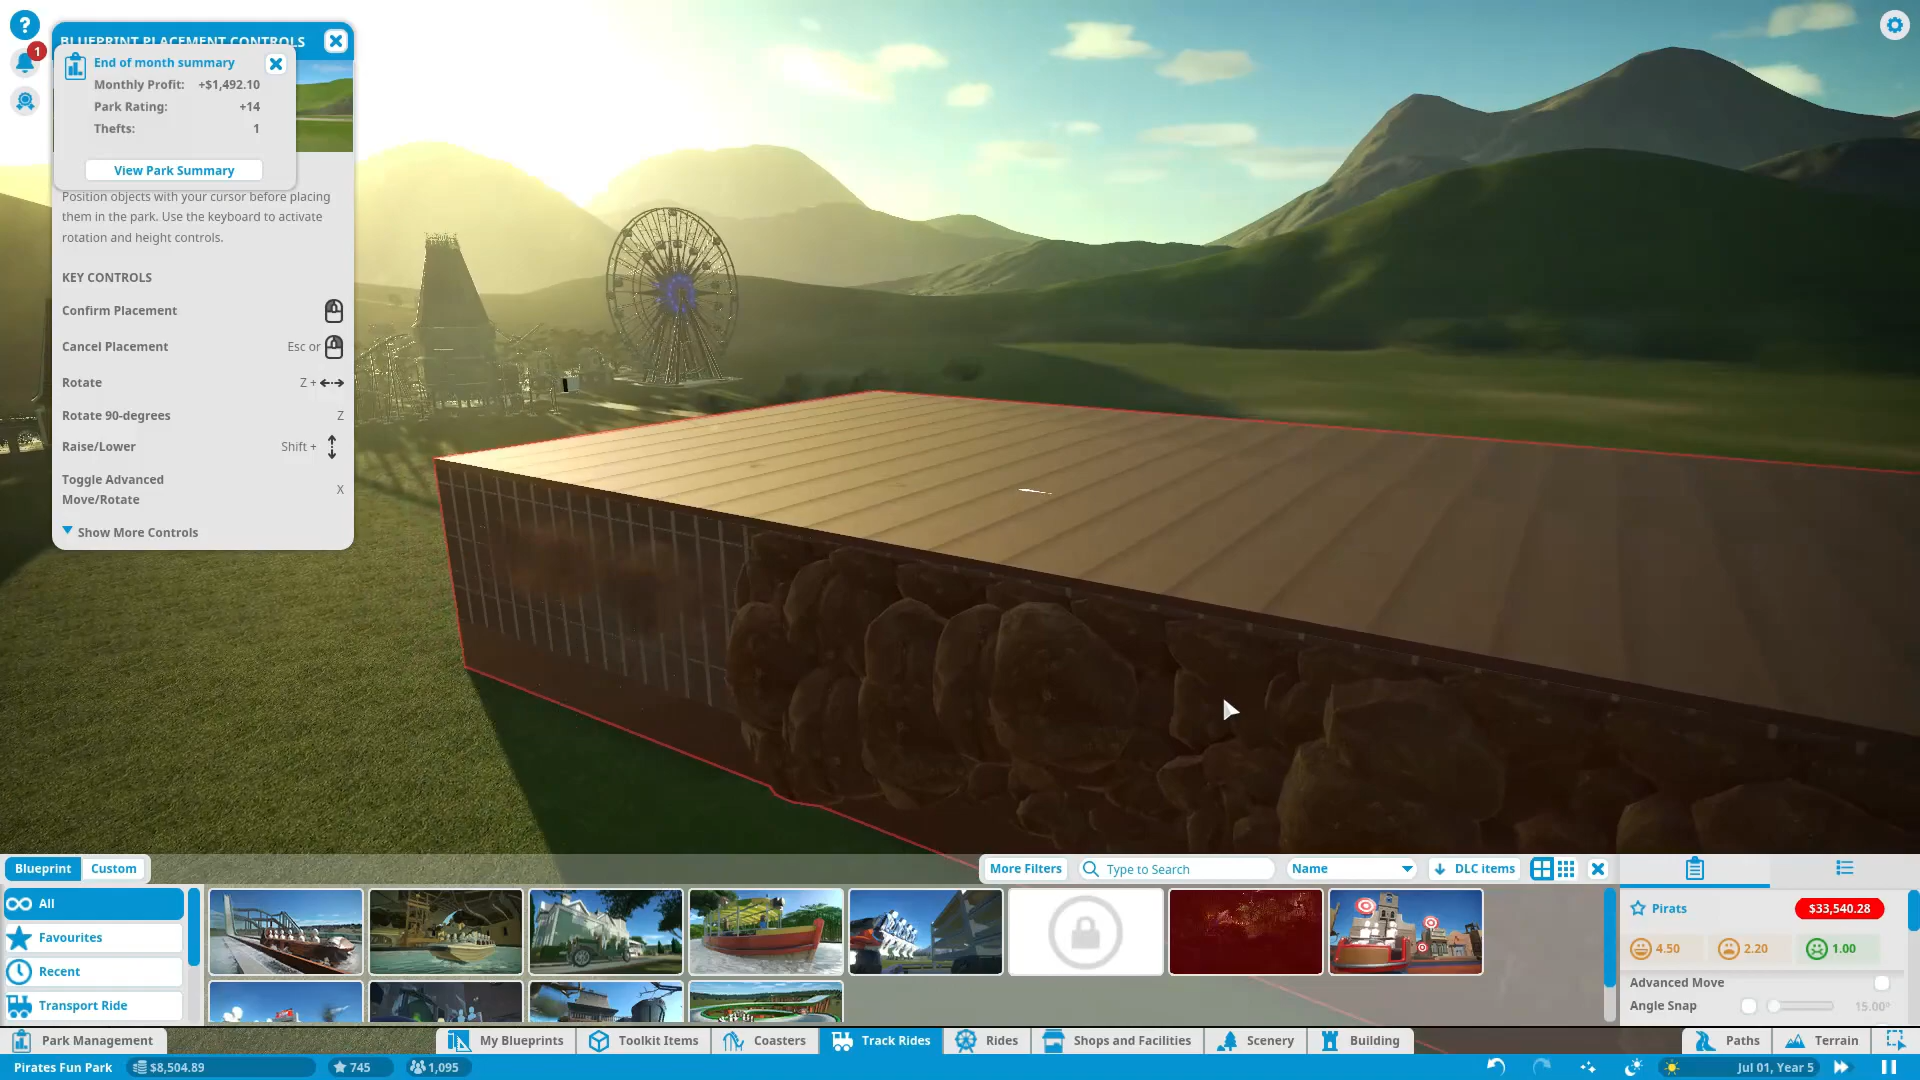 ?
1
BLUEPRINT PLACEMENT CONTROLS
End of month summary
Monthly Profit: +$1,492.10
Park Rating: +14
Thefts: 1
View Park Summary
Position objects with your cursor before placing
them in the park. Use the keyboard to activate
rotation and height controls.
KEY CONTROLS
Confirm Placement
Cancel Placement Esc or
Rotate Z +
Rotate 90-degrees Z
Raise/Lower Shift +
Toggle Advanced
Move/Rotate X
Show More Controls
Blueprint Custom
More Filters Type to Search Name DLC items
All
Favourites
Recent
Transport Ride
Pirats $33,540.28
4.50 2.20 1.00
Advanced Move
Angle Snap 15.00°
Park Management My Blueprints Toolkit Items Coasters Track Rides Rides Shops and Facilities Scenery Building Paths Terrain
Pirates Fun Park $8,504.89 745 1,095 Jul 01, Year 5